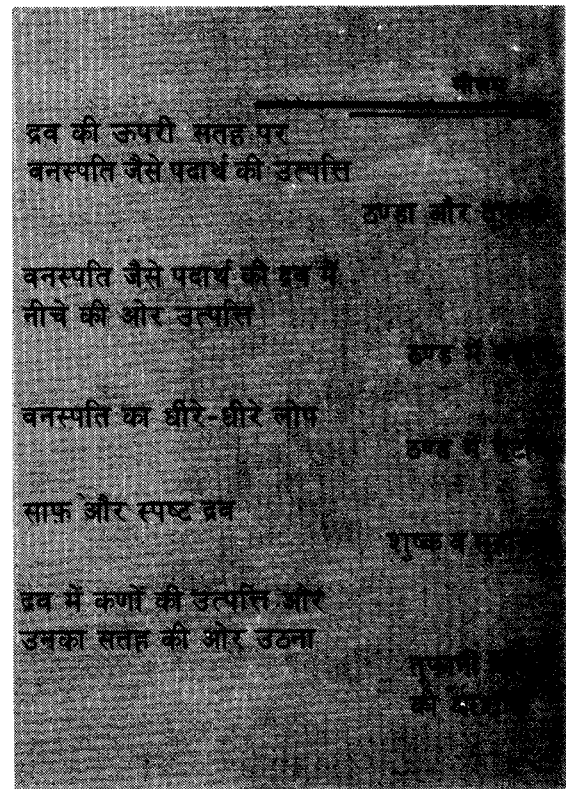 मौसम
द्रव की ऊपरी सतह पर
वनस्पति जैसे पदार्थ की उत्पत्ति
ठण्डा और
वनस्पति जैसे पदार्थ की द्रव में
नीचे की ओर उत्पत्ति
ठण्ड में
वनस्पति का धीरे-धीरे लोप
ठण्ड में
साफ़ और स्पष्ट द्रव
शुष्क व
द्रव में कणों की उत्पत्ति और
उनका सतह की ओर उठना
तूफ़ानी
की